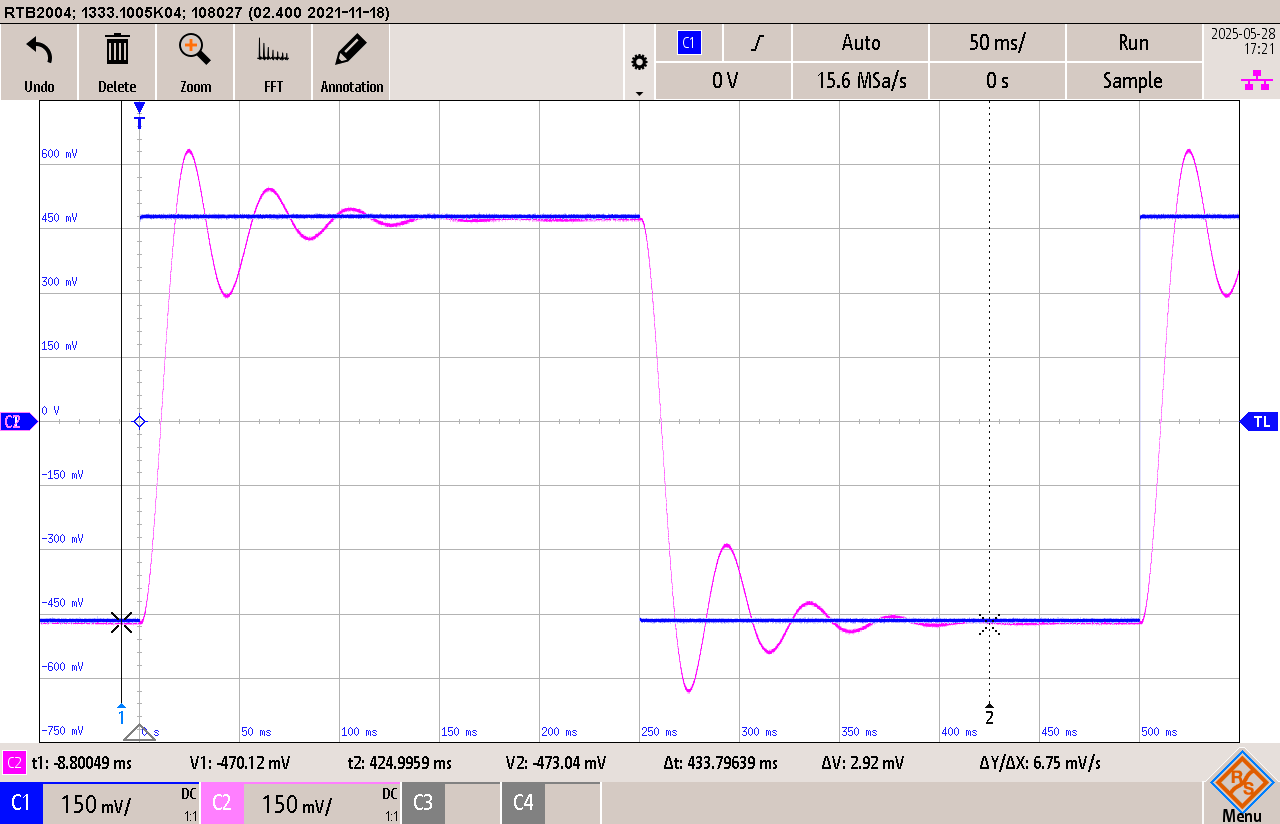 RTB2004; 1333.1005K04; 108027 (02.400 2021-11-18)
Undo
Delete
Zoom
FFT
Annotation
C1
Auto
50 ms/
Run
0 V
15.6 MSa/s
0 s
Sample
2025-05-28
17:21
T
600 mV
450 mV
300 mV
150 mV
0 V
-150 mV
-300 mV
-450 mV
-600 mV
-750 mV
TL
1
2
0 s
50 ms
100 ms
150 ms
200 ms
250 ms
300 ms
350 ms
400 ms
450 ms
500 ms
C2 t1: -8.80049 ms V1: -470.12 mV t2: 424.9959 ms V2: -473.04 mV Δt: 433.79639 ms ΔV: 2.92 mV ΔY/ΔX: 6.75 mV/s
C1 150 mV/ DC 1:1
C2 150 mV/ DC 1:1
C3
C4
R S
Menu